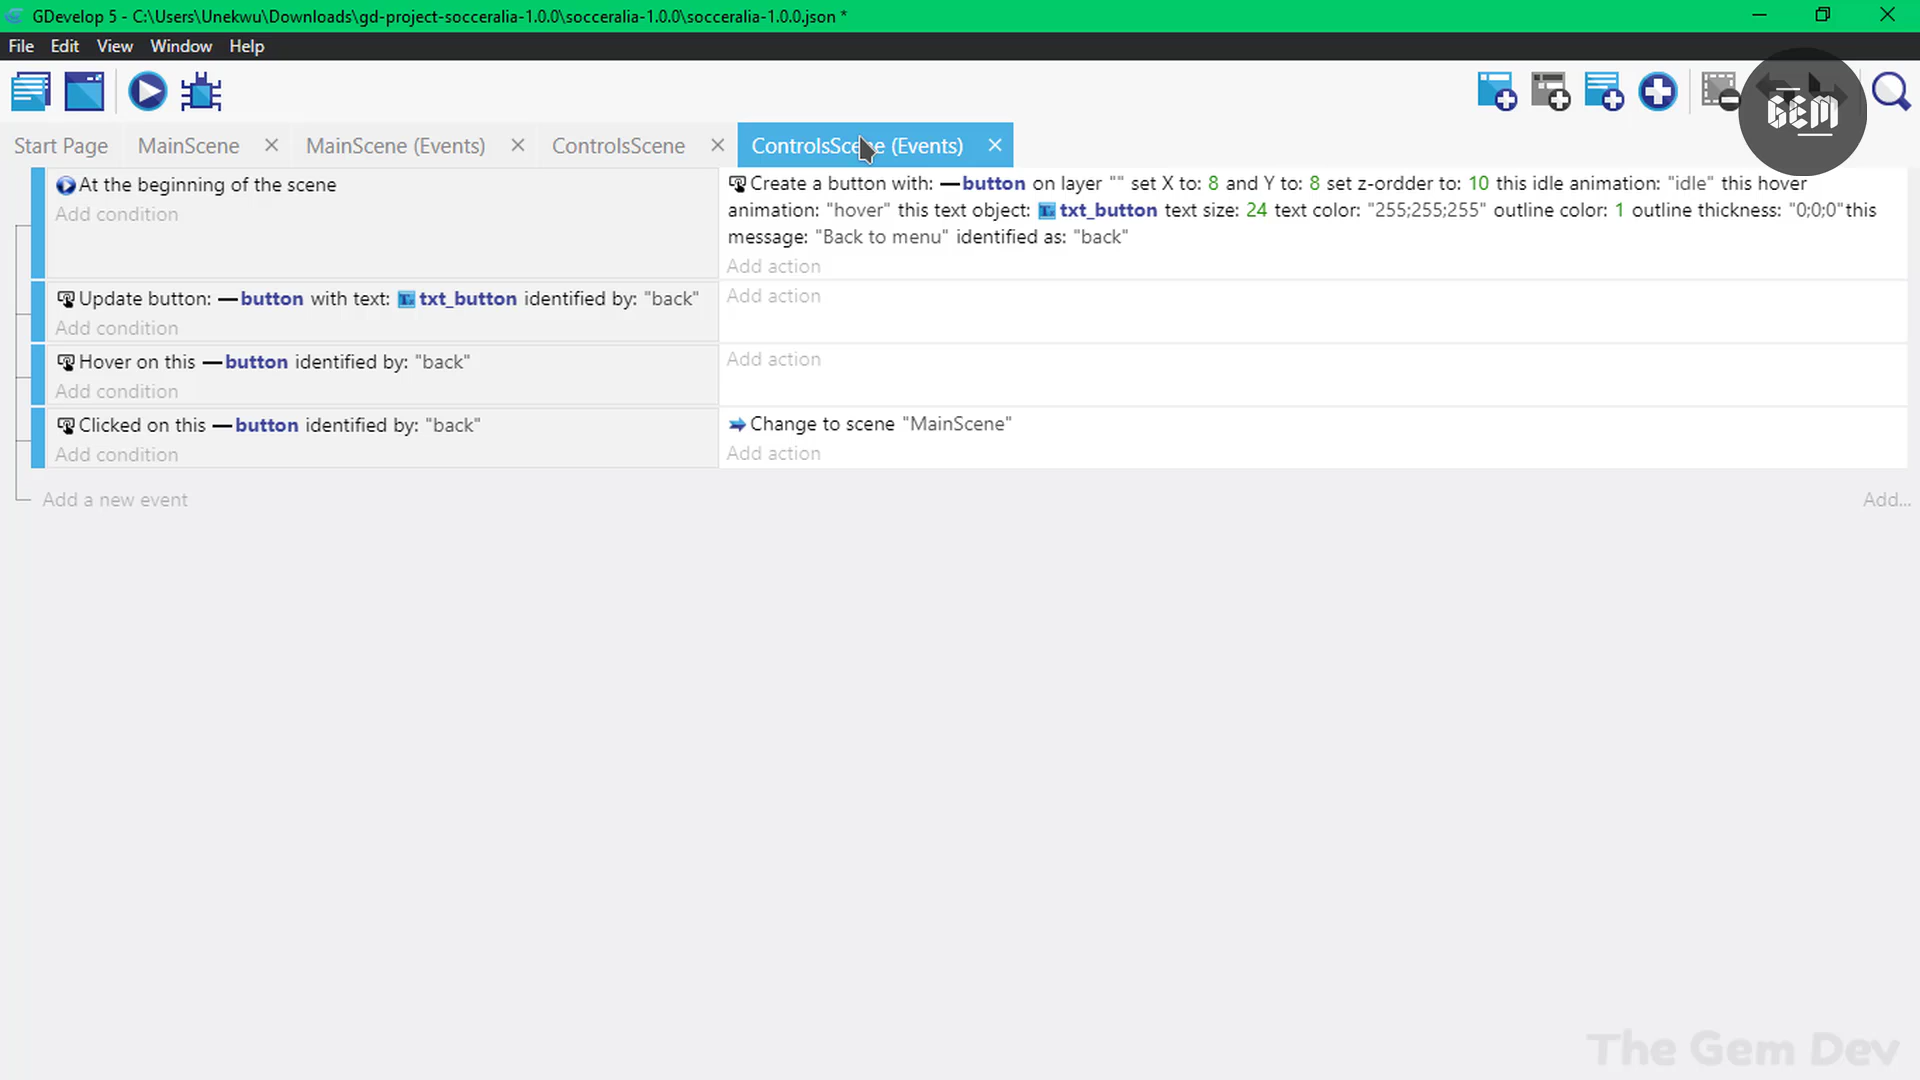 GDevelop 5 - C:\Users\Unekwu\Downloads\gd-project-socceralia-1.0.0\socceralia-1.0.0\socceralia-1.0.0.json *
File Edit View Window Help
GEM
Start Page MainScene MainScene (Events) ControlsScene ControlsScene (Events)
At the beginning of the scene
Add condition
Create a button with: button on layer "" set X to: 8 and Y to: 8 set z-ordder to: 10 this idle animation: "idle" this hover
animation: "hover" this text object: txt_button text size: 24 text color: "255;255;255" outline color: 1 outline thickness: "0;0;0"this
message: "Back to menu" identified as: "back"
Add action
Update button: button with text: txt_button identified by: "back"
Add condition
Add action
Hover on this button identified by: "back"
Add condition
Add action
Clicked on this button identified by: "back"
Add condition
Change to scene "MainScene"
Add action
Add a new event
Add...
The Gem Dev